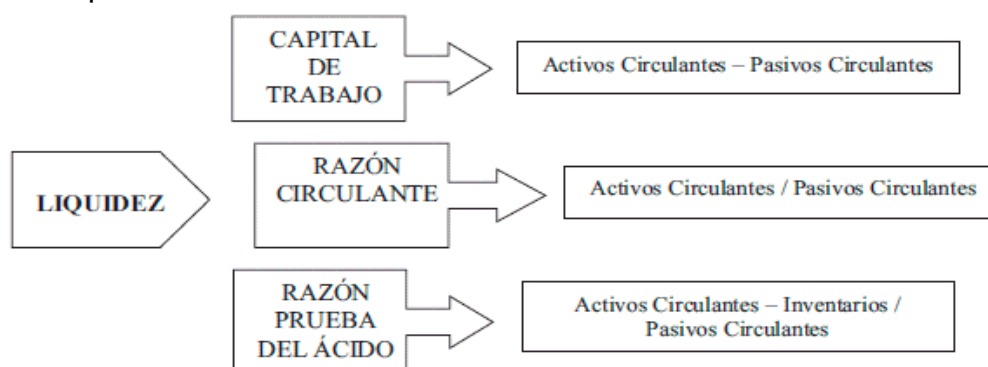 CAPITAL
DE
TRABAJO
Activos Circulantes – Pasivos Circulantes
LIQUIDEZ
RAZÓN
CIRCULANTE
Activos Circulantes / Pasivos Circulantes
RAZÓN
PRUEBA
DEL ÁCIDO
Activos Circulantes – Inventarios /
Pasivos Circulantes